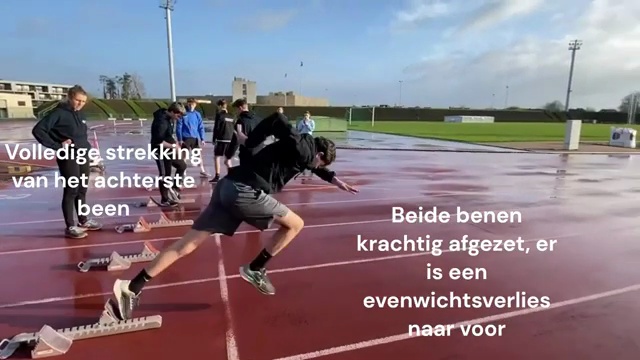 Volledige strekking
van het achterste
been
Beide benen
krachtig afgezet, er
is een
evenwichtsverlies
naar voor